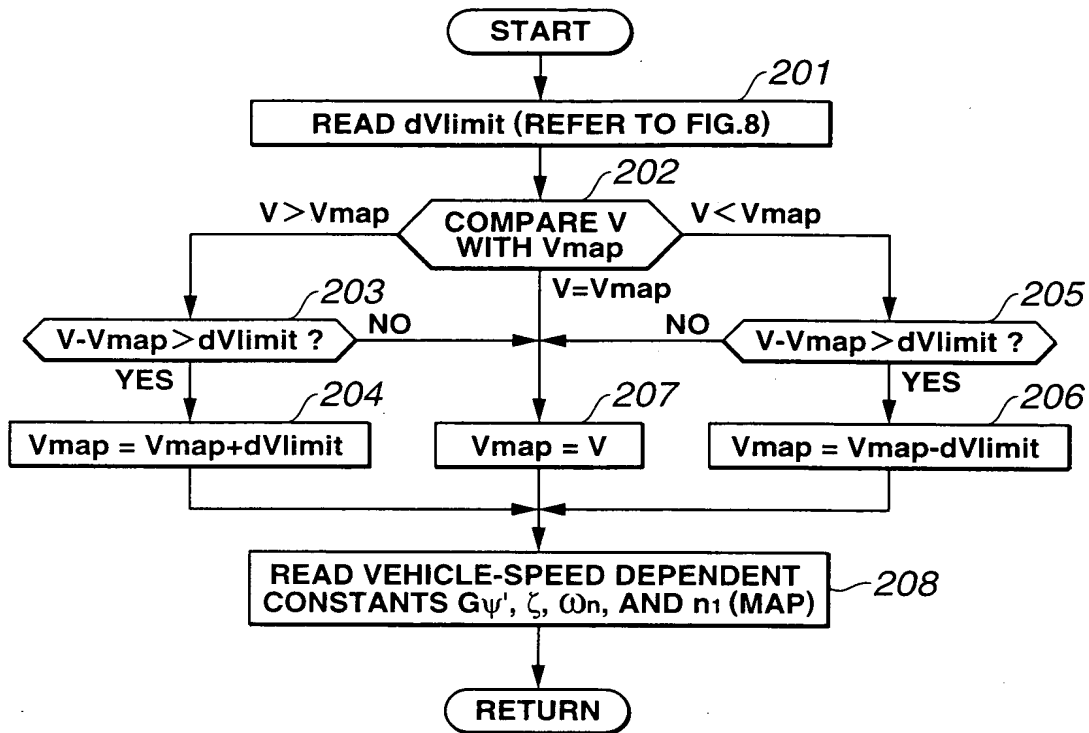 START
201
READ dVlimit (REFER TO FIG.8)
202
V>Vmap
COMPARE V
WITH Vmap
V<Vmap
V=Vmap
203
V-Vmap>dVlimit ?
NO
YES
205
NO
V-Vmap>dVlimit ?
YES
204
Vmap = Vmap+dVlimit
207
Vmap = V
206
Vmap = Vmap-dVlimit
READ VEHICLE-SPEED DEPENDENT
CONSTANTS Gψ', ζ, ωn, AND n1 (MAP)
208
RETURN